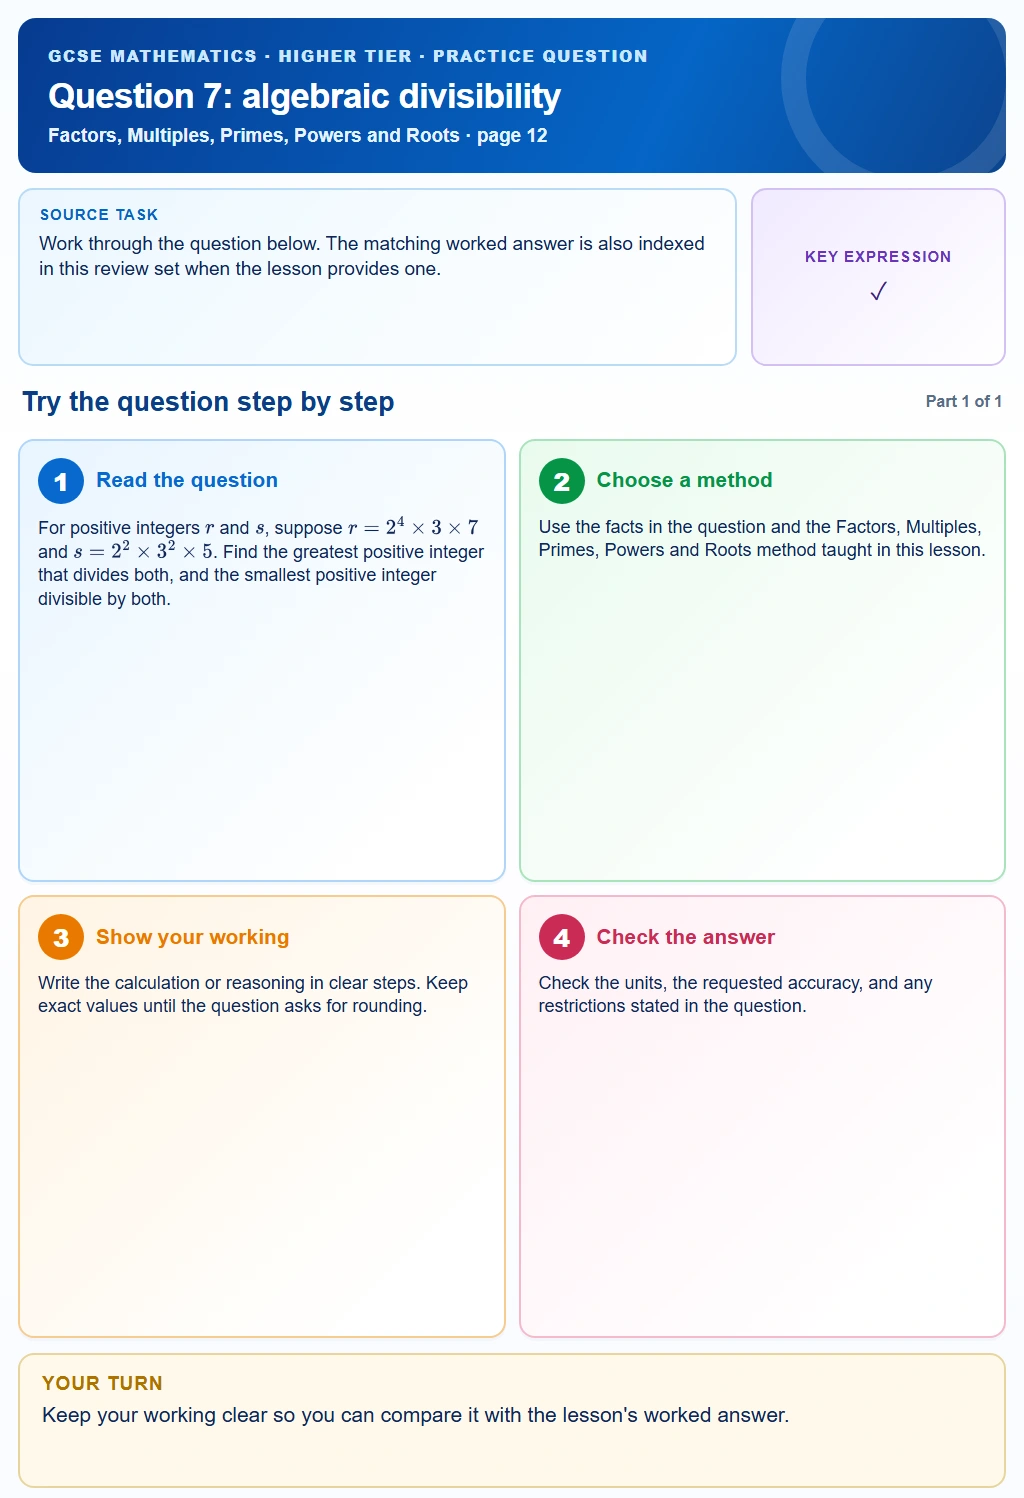 GCSE MATHEMATICS · HIGHER TIER · PRACTICE QUESTION
Question 7: algebraic divisibility
Factors, Multiples, Primes, Powers and Roots · page 12
SOURCE TASK
Work through the question below. The matching worked answer is also indexed
in this review set when the lesson provides one.
KEY EXPRESSION
✓
Try the question step by step
Part 1 of 1
1 Read the question
For positive integers r and s, suppose r = 2⁴ × 3 × 7
and s = 2² × 3² × 5. Find the greatest positive integer
that divides both, and the smallest positive integer
divisible by both.
2 Choose a method
Use the facts in the question and the Factors, Multiples,
Primes, Powers and Roots method taught in this lesson.
3 Show your working
Write the calculation or reasoning in clear steps. Keep
exact values until the question asks for rounding.
4 Check the answer
Check the units, the requested accuracy, and any
restrictions stated in the question.
YOUR TURN
Keep your working clear so you can compare it with the lesson's worked answer.